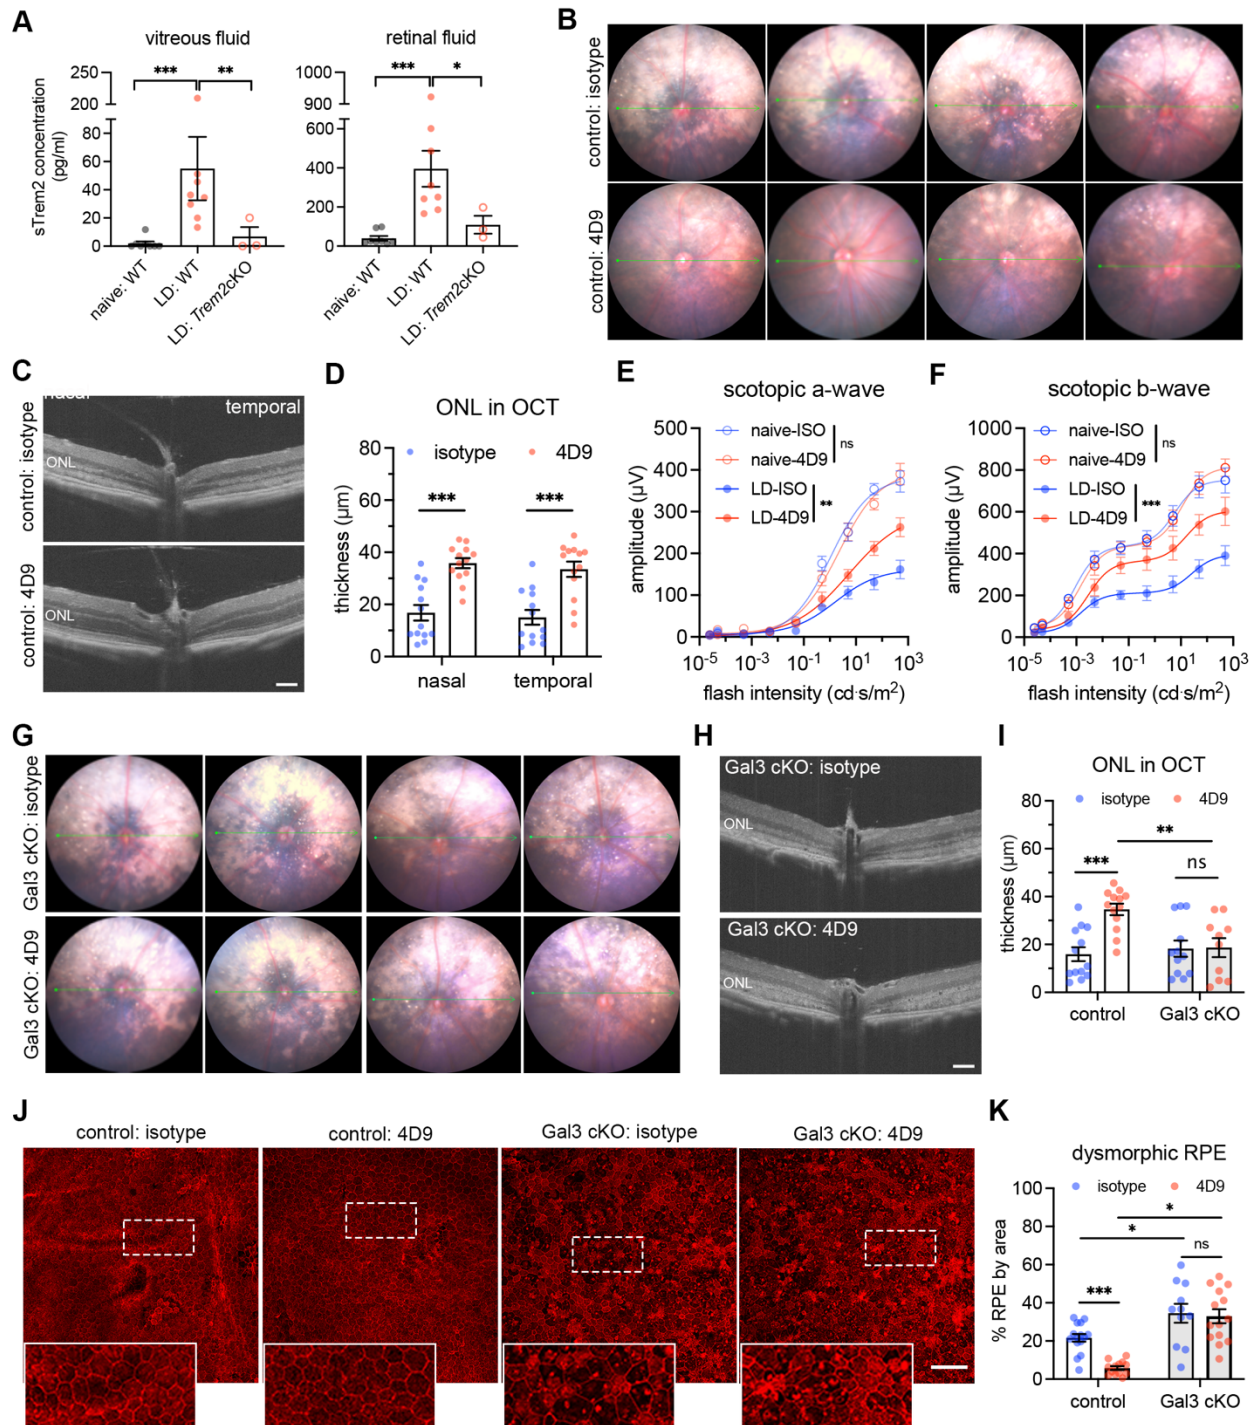 A
vitreous fluid
retinal fluid
sTrem2 concentration
(pg/ml)
250
200
60
40
20
0
***
**
naive: WT
LD: WT
LD: Trem2cKO
1000
900
600
400
200
0
***
*
naive: WT
LD: WT
LD: Trem2cKO
B
control: isotype
control: 4D9
C
control: isotype
control: 4D9
nasal
temporal
ONL
ONL
D
ONL in OCT
isotype
4D9
thickness (µm)
80
60
40
20
0
***
***
nasal
temporal
E
scotopic a-wave
amplitude (µV)
500
400
300
200
100
0
naive-ISO
naive-4D9
ns
LD-ISO
LD-4D9
**
10⁻⁵ 10⁻³ 10⁻¹ 10¹ 10³
flash intensity (cd·s/m²)
F
scotopic b-wave
amplitude (µV)
1000
800
600
400
200
0
naive-ISO
naive-4D9
ns
LD-ISO
LD-4D9
***
10⁻⁵ 10⁻³ 10⁻¹ 10¹ 10³
flash intensity (cd·s/m²)
G
Gal3 cKO: isotype
Gal3 cKO: 4D9
H
Gal3 cKO: isotype
ONL
Gal3 cKO: 4D9
ONL
I
ONL in OCT
isotype
4D9
thickness (µm)
80
60
40
20
0
**
***
ns
control
Gal3 cKO
J
control: isotype
control: 4D9
Gal3 cKO: isotype
Gal3 cKO: 4D9
K
dysmorphic RPE
isotype
4D9
% RPE by area
100
80
60
40
20
0
*
*
ns
***
control
Gal3 cKO